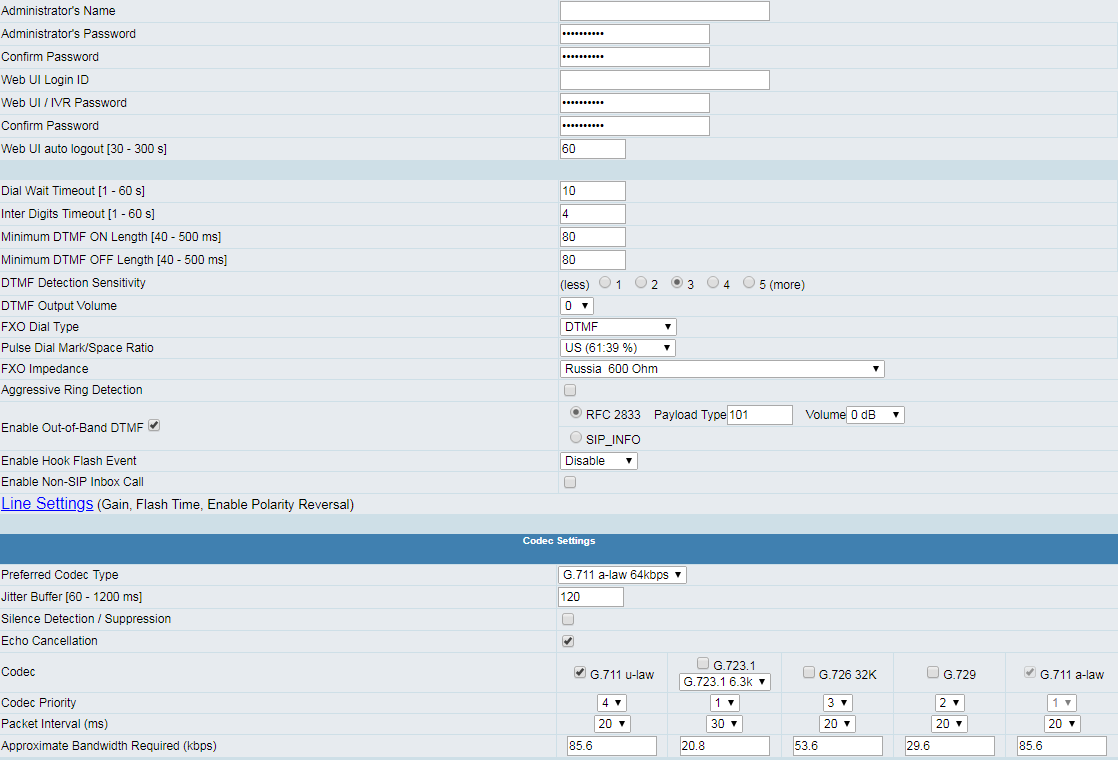 Administrator's Name
Administrator's Password ••••••••••
Confirm Password ••••••••••
Web UI Login ID
Web UI / IVR Password ••••••••••
Confirm Password ••••••••••
Web UI auto logout [30 - 300 s] 60
Dial Wait Timeout [1 - 60 s] 10
Inter Digits Timeout [1 - 60 s] 4
Minimum DTMF ON Length [40 - 500 ms] 80
Minimum DTMF OFF Length [40 - 500 ms] 80
DTMF Detection Sensitivity (less) 1 2 3 4 5 (more)
DTMF Output Volume 0
FXO Dial Type DTMF
Pulse Dial Mark/Space Ratio US (61:39 %)
FXO Impedance Russia 600 Ohm
Aggressive Ring Detection
Enable Out-of-Band DTMF RFC 2833 Payload Type 101 Volume 0 dB
SIP_INFO
Enable Hook Flash Event Disable
Enable Non-SIP Inbox Call
Line Settings (Gain, Flash Time, Enable Polarity Reversal)
Codec Settings
Preferred Codec Type G.711 a-law 64kbps
Jitter Buffer [60 - 1200 ms] 120
Silence Detection / Suppression
Echo Cancellation
Codec G.711 u-law G.723.1 G.726 32K G.729 G.711 a-law
G.723.1 6.3k
Codec Priority 4 1 3 2 1
Packet Interval (ms) 20 30 20 20 20
Approximate Bandwidth Required (kbps) 85.6 20.8 53.6 29.6 85.6